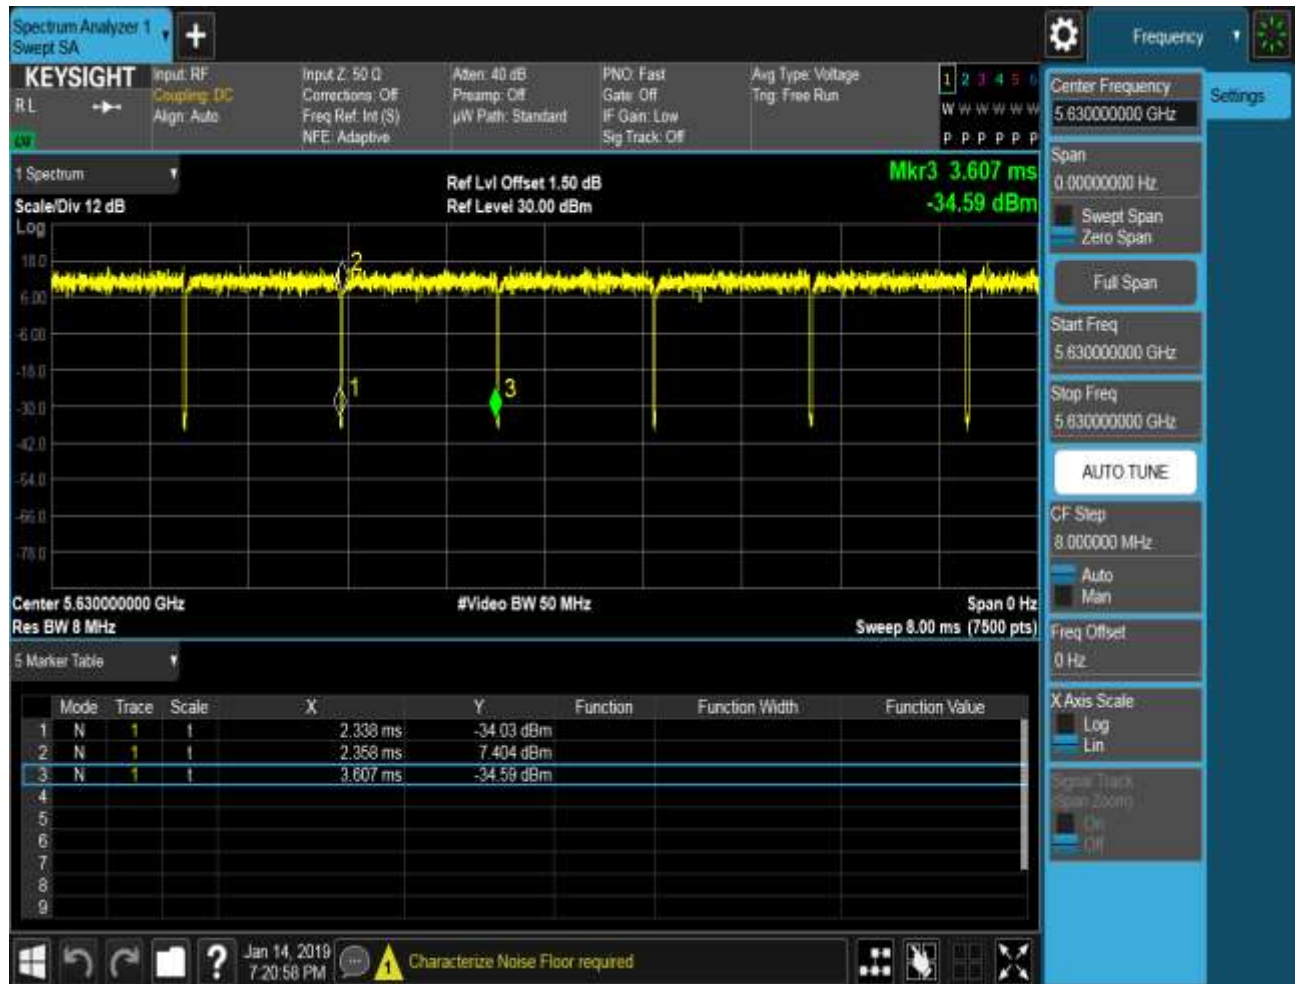 Spectrum Analyzer 1
Swept SA
Frequency
KEYSIGHT
RL
Input: RF
Coupling: DC
Align: Auto
Input Z: 50 Ω
Corrections: Off
Freq Ref: Int (S)
NFE: Adaptive
Atten: 40 dB
Preamp: Off
µW Path: Standard
PNO: Fast
Gate: Off
IF Gain: Low
Sig Track: Off
Avg Type: Voltage
Trig: Free Run
1 2 3 4 5 6
W W W W W W
P P P P P P
1 Spectrum
Scale/Div 12 dB
Ref Lvl Offset 1.50 dB
Ref Level 30.00 dBm
Mkr3 3.607 ms
-34.59 dBm
Log
18.0
6.00
-6.00
-18.0
-30.0
-42.0
-54.0
-66.0
-78.0
2
1
3
Center 5.630000000 GHz
#Video BW 50 MHz
Span 0 Hz
Res BW 8 MHz
Sweep 8.00 ms (7500 pts)
5 Marker Table
Mode Trace Scale X Y Function Function Width Function Value
1 N 1 t 2.338 ms -34.03 dBm
2 N 1 t 2.358 ms 7.404 dBm
3 N 1 t 3.607 ms -34.59 dBm
4
5
6
7
8
9
Center Frequency
5.630000000 GHz
Settings
Span
0.00000000 Hz
Swept Span
Zero Span
Full Span
Start Freq
5.630000000 GHz
Stop Freq
5.630000000 GHz
AUTO TUNE
CF Step
8.000000 MHz
Auto
Man
Freq Offset
0 Hz
X Axis Scale
Log
Lin
Signal Track
(Span Zoom)
On
Off
?
Jan 14, 2019
7:20:58 PM
1
Characterize Noise Floor required